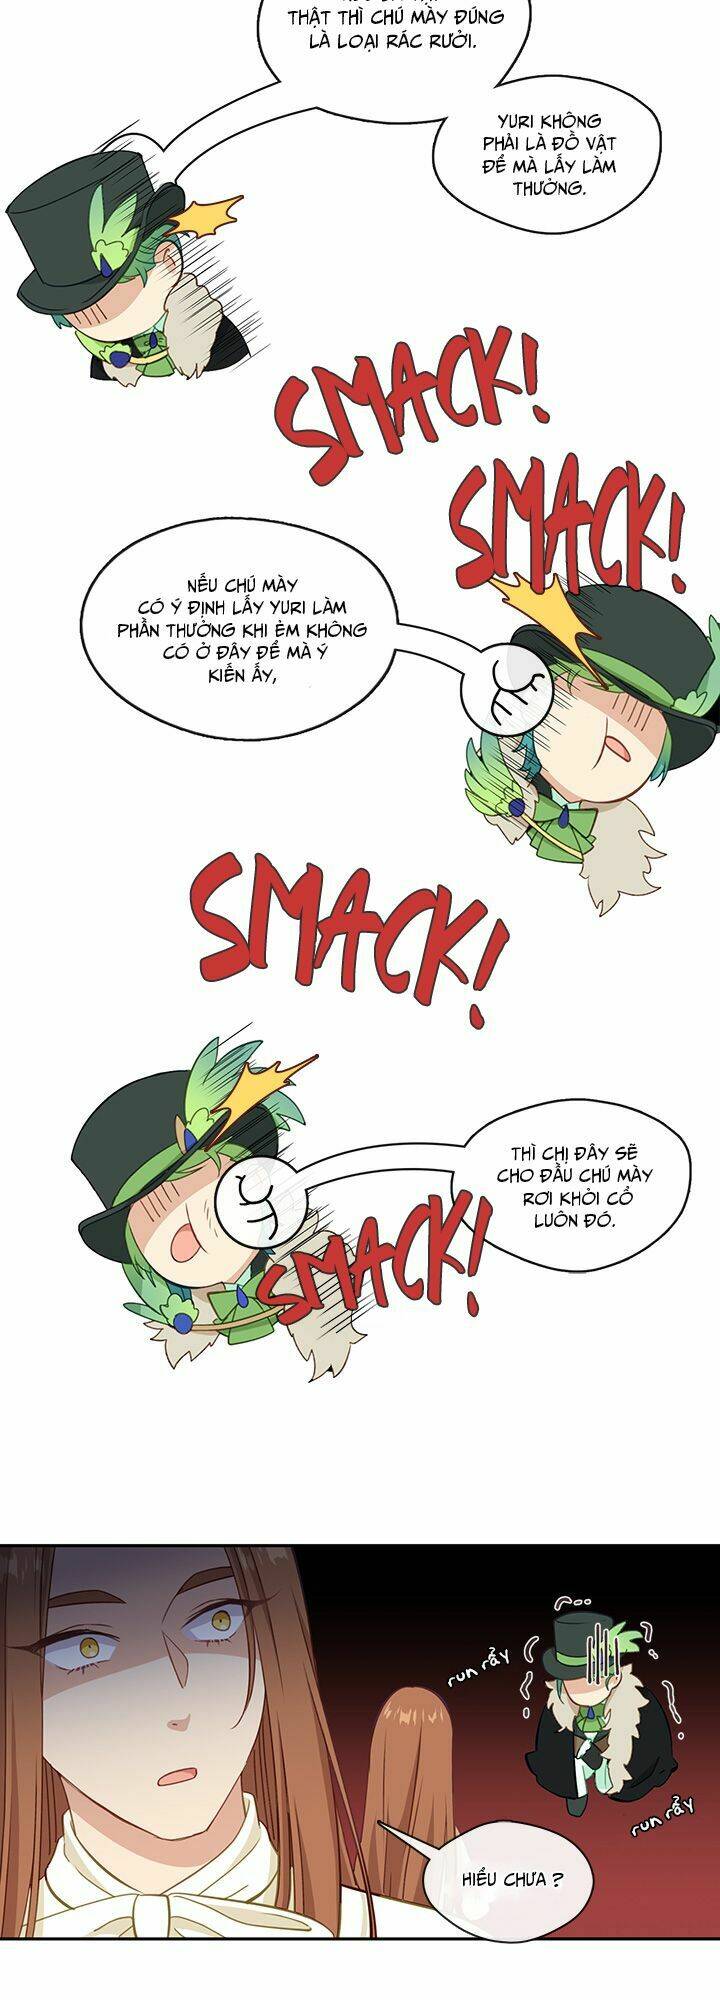 THẬT THÌ CHÚ MÀY ĐÚNG
LÀ LOẠI RÁC RƯỞI.
YURI KHÔNG
PHẢI LÀ ĐỒ VẬT
ĐỂ MÀ LẤY LÀM
THƯỞNG.
SMACK!
SMACK!
NẾU CHÚ MÀY
CÓ Ý ĐỊNH LẤY YURI LÀM
PHẦN THƯỞNG KHI ÈM KHÔNG
CÓ Ở ĐÂY ĐỂ MÀ Ý
KIẾN ẤY,
SMACK!
THÌ CHỊ ĐÂY SẼ
CHO ĐẦU CHÚ MÀY
RƠI KHỎI CỔ
LUÔN ĐÓ.
SMACK!
run rẩy
run rẩy
HIỂU CHƯA?